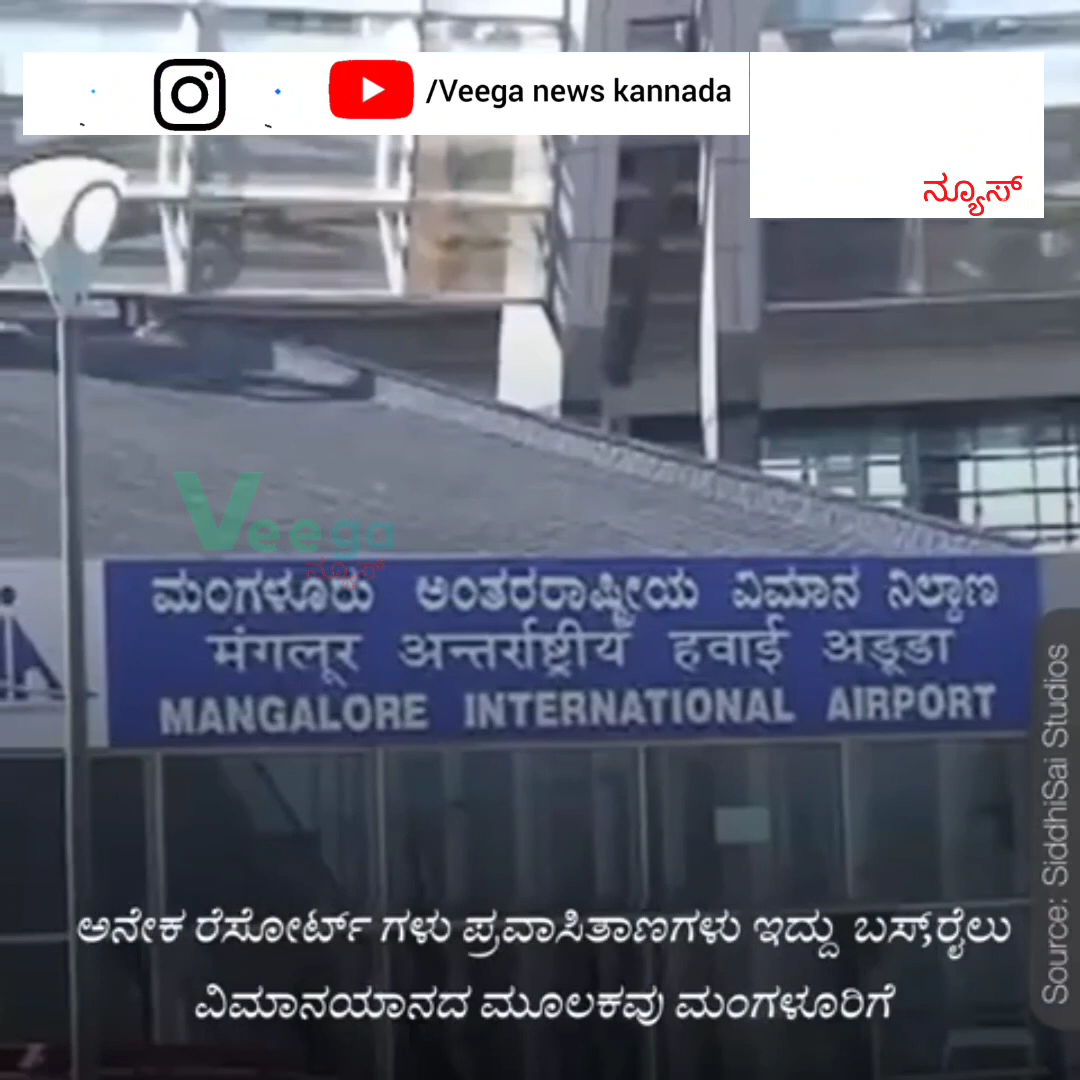 /Veega news kannada
ನ್ಯೂಸ್
Veega
ನ್ಯೂಸ್
ಮಂಗಳೂರು ಅಂತರರಾಷ್ಟ್ರೀಯ ವಿಮಾನ ನಿಲ್ದಾಣ
मंगलूर अन्तर्राष्ट्रीय हवाई अड्डा
MANGALORE INTERNATIONAL AIRPORT
Source: SiddhiSai Studios
ಅನೇಕ ರೆಸೋರ್ಟ್ ಗಳು ಪ್ರವಾಸಿತಾಣಗಳು ಇದ್ದು ಬಸ್,ರೈಲು
ವಿಮಾನಯಾನದ ಮೂಲಕವು ಮಂಗಳೂರಿಗೆ